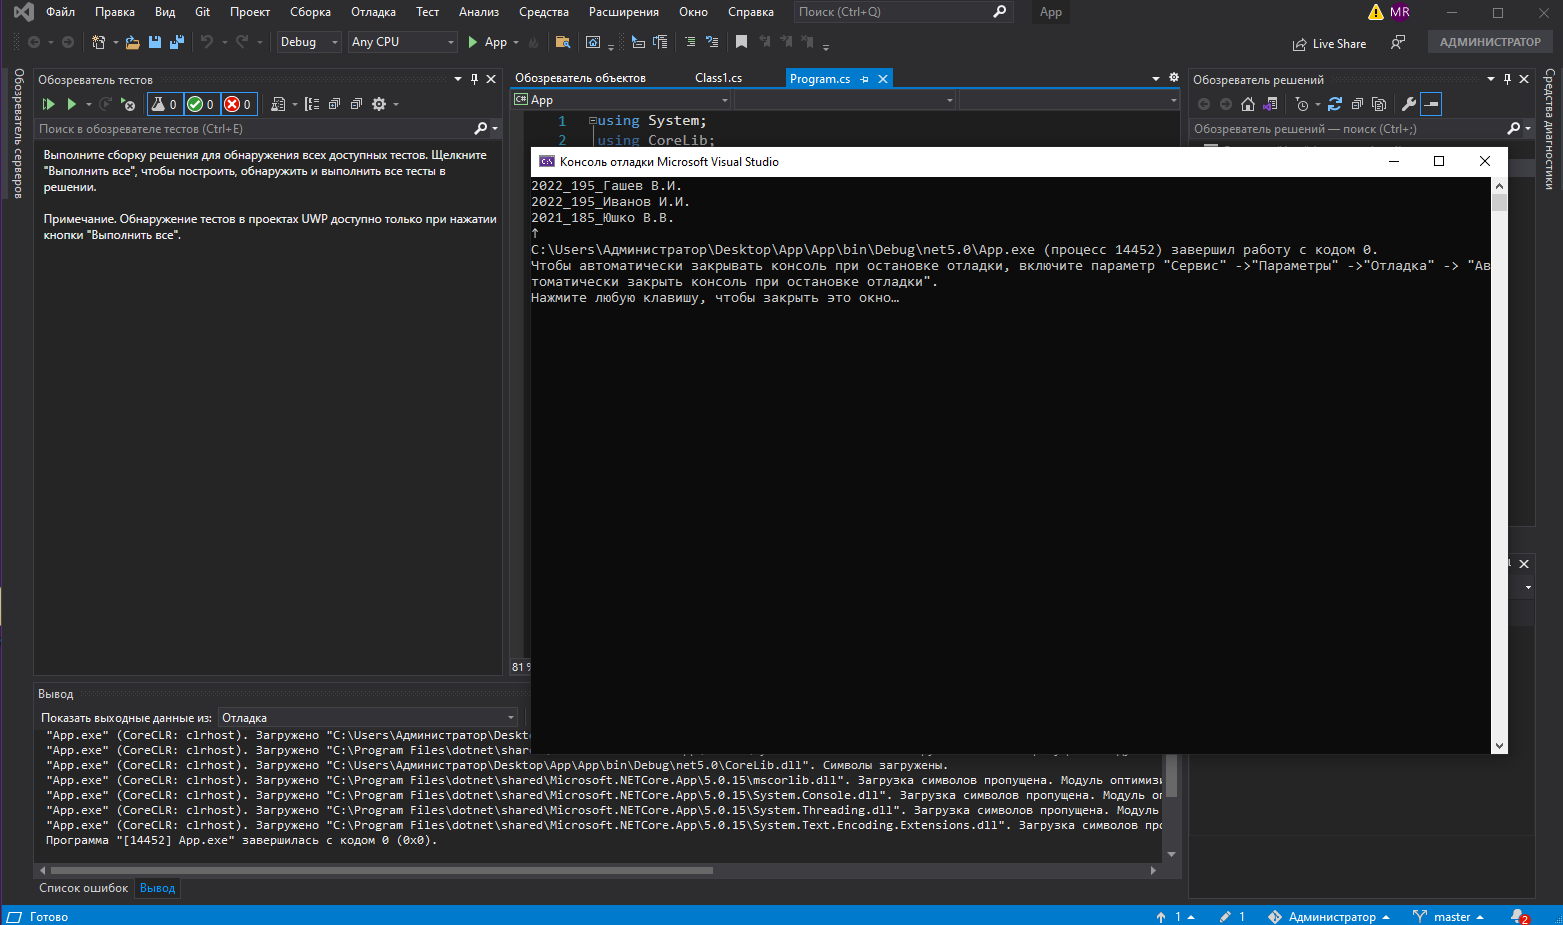 Файл Правка Вид Git Проект Сборка Отладка Тест Анализ Средства Расширения Окно Справка Поиск (Ctrl+Q) App MR
Debug Any CPU App Live Share АДМИНИСТРАТОР
Обозреватель серверов
Обозреватель тестов
0 0 0
Поиск в обозревателе тестов (Ctrl+E)
Выполните сборку решения для обнаружения всех доступных тестов. Щелкните
"Выполнить все", чтобы построить, обнаружить и выполнить все тесты в
решении.
Примечание. Обнаружение тестов в проектах UWP доступно только при нажатии
кнопки "Выполнить все".
Обозреватель объектов Class1.cs Program.cs
C# App
1 using System;
2 using CoreLib;
81 %
Консоль отладки Microsoft Visual Studio
2022_195_Гашев В.И.
2022_195_Иванов И.И.
2021_185_Юшко В.В.
↑
C:\Users\Администратор\Desktop\App\App\bin\Debug\net5.0\App.exe (процесс 14452) завершил работу с кодом 0.
Чтобы автоматически закрывать консоль при остановке отладки, включите параметр "Сервис" ->"Параметры" ->"Отладка" -> "Ав
томатически закрыть консоль при остановке отладки".
Нажмите любую клавишу, чтобы закрыть это окно…
Обозреватель решений
Обозреватель решений — поиск (Ctrl+;)
Средства диагностики
Вывод
Показать выходные данные из: Отладка
"App.exe" (CoreCLR: clrhost). Загружено "C:\Users\Администратор\Deskt
"App.exe" (CoreCLR: clrhost). Загружено "C:\Program Files\dotnet\shar
"App.exe" (CoreCLR: clrhost). Загружено "C:\Users\Администратор\Desktop\App\App\bin\Debug\net5.0\CoreLib.dll". Символы загружены.
"App.exe" (CoreCLR: clrhost). Загружено "C:\Program Files\dotnet\shared\Microsoft.NETCore.App\5.0.15\mscorlib.dll". Загрузка символов пропущена. Модуль оптимизи
"App.exe" (CoreCLR: clrhost). Загружено "C:\Program Files\dotnet\shared\Microsoft.NETCore.App\5.0.15\System.Console.dll". Загрузка символов пропущена. Модуль оп
"App.exe" (CoreCLR: clrhost). Загружено "C:\Program Files\dotnet\shared\Microsoft.NETCore.App\5.0.15\System.Threading.dll". Загрузка символов пропущена. Модуль
"App.exe" (CoreCLR: clrhost). Загружено "C:\Program Files\dotnet\shared\Microsoft.NETCore.App\5.0.15\System.Text.Encoding.Extensions.dll". Загрузка символов про
Программа "[14452] App.exe" завершилась с кодом 0 (0x0).
Список ошибок Вывод
Готово 1 1 Администратор master 2